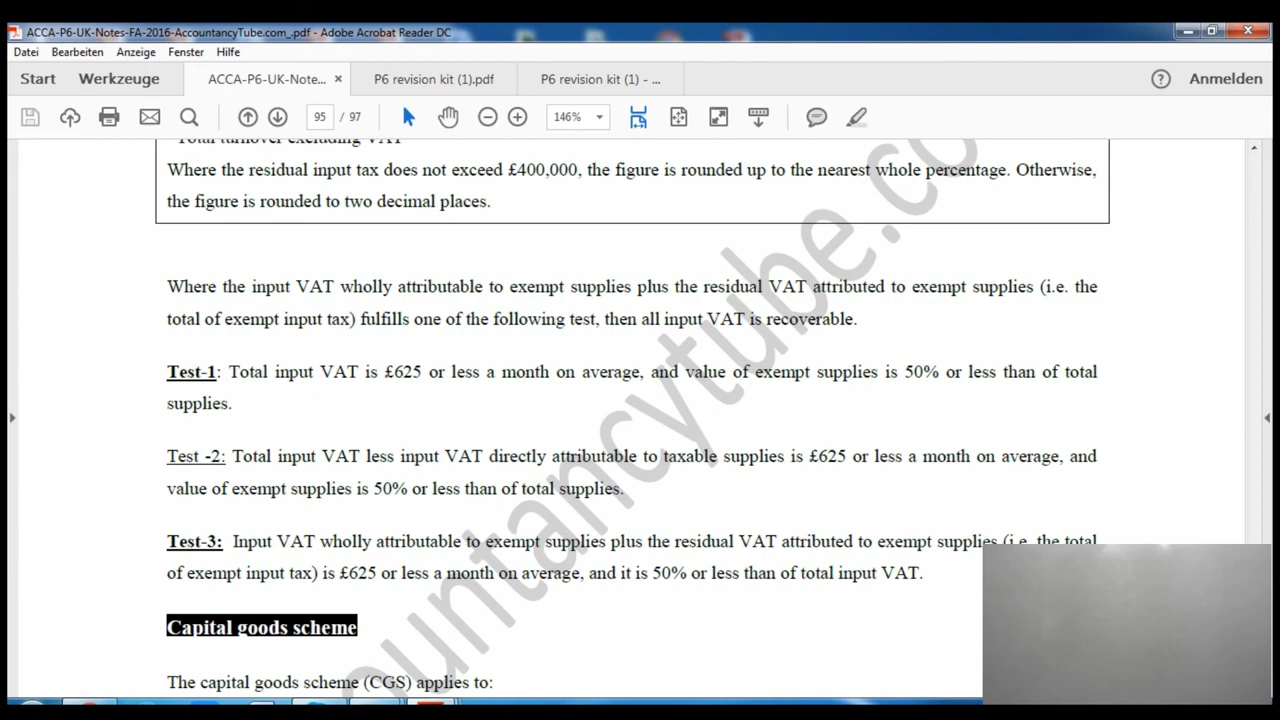 ACCA-P6-UK-Notes-FA-2016-AccountancyTube.com_.pdf - Adobe Acrobat Reader DC
Datei Bearbeiten Anzeige Fenster Hilfe
Start Werkzeuge ACCA-P6-UK-Note... × P6 revision kit (1).pdf P6 revision kit (1) - ... ? Anmelden
95 / 97 146%
Total turnover excluding VAT
Where the residual input tax does not exceed £400,000, the figure is rounded up to the nearest whole percentage. Otherwise,
the figure is rounded to two decimal places.
Where the input VAT wholly attributable to exempt supplies plus the residual VAT attributed to exempt supplies (i.e. the
total of exempt input tax) fulfills one of the following test, then all input VAT is recoverable.
Test-1: Total input VAT is £625 or less a month on average, and value of exempt supplies is 50% or less than of total
supplies.
Test -2: Total input VAT less input VAT directly attributable to taxable supplies is £625 or less a month on average, and
value of exempt supplies is 50% or less than of total supplies.
Test-3: Input VAT wholly attributable to exempt supplies plus the residual VAT attributed to exempt supplies (i.e. the total
of exempt input tax) is £625 or less a month on average, and it is 50% or less than of total input VAT.
Capital goods scheme
The capital goods scheme (CGS) applies to:
ountancytube.co